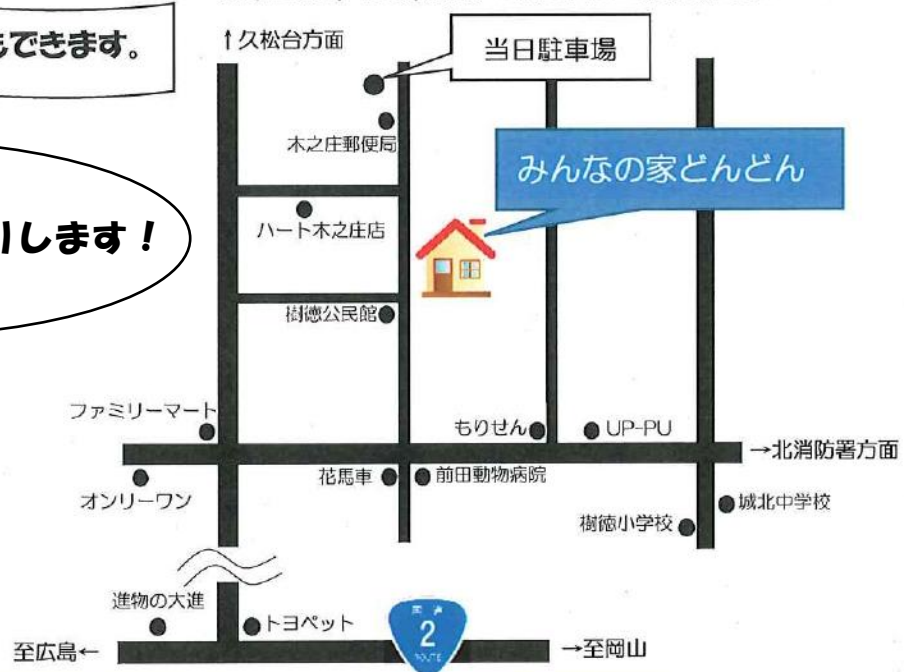 もできます。
↑久松台方面
当日駐車場
木之庄郵便局
みんなの家どんどん
ハート木之庄店
りします！
樹徳公民館
ファミリーマート
もりせん
UP-PU
→北消防署方面
オンリーワン
花馬車
前田動物病院
城北中学校
樹徳小学校
進物の大進
トヨペット
国道
2
ROUTE
至広島←
→至岡山